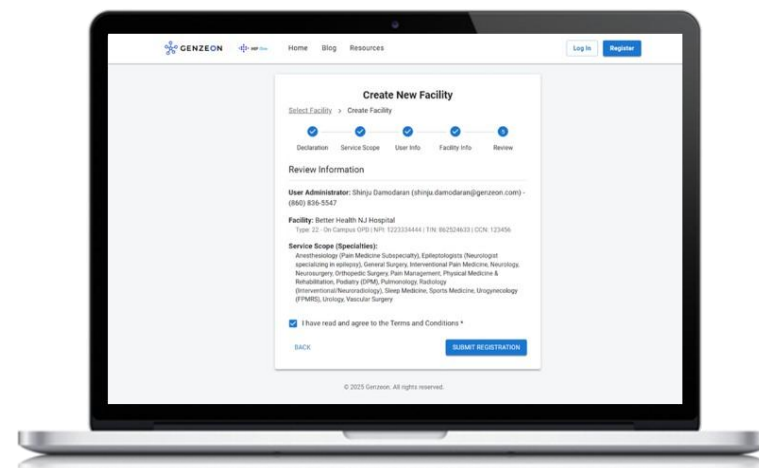 GENZEON Home Blog Resources Log In Register
Create New Facility
Select Facility > Create Facility
5
Declaration Service Scope User Info Facility Info Review
Review Information
User Administrator: Shinju Damodaran (shinju.damodaran@genzeon.com) -
(860) 836-5547
Facility: Better Health NJ Hospital
Type: 22 - On Campus OPD | NPI: 1223334444 | TIN: 862524633 | CCN: 123456
Service Scope (Specialties):
Anesthesiology (Pain Medicine Subspecialty), Epileptologists (Neurologist
specializing in epilepsy), General Surgery, Interventional Pain Medicine, Neurology,
Neurosurgery, Orthopedic Surgery, Pain Management, Physical Medicine &
Rehabilitation, Podiatry (DPM), Pulmonology, Radiology
(Interventional/Neuroradiology), Sleep Medicine, Sports Medicine, Urogynecology
(FPMRS), Urology, Vascular Surgery
I have read and agree to the Terms and Conditions *
BACK SUBMIT REGISTRATION
© 2025 Genzeon. All rights reserved.